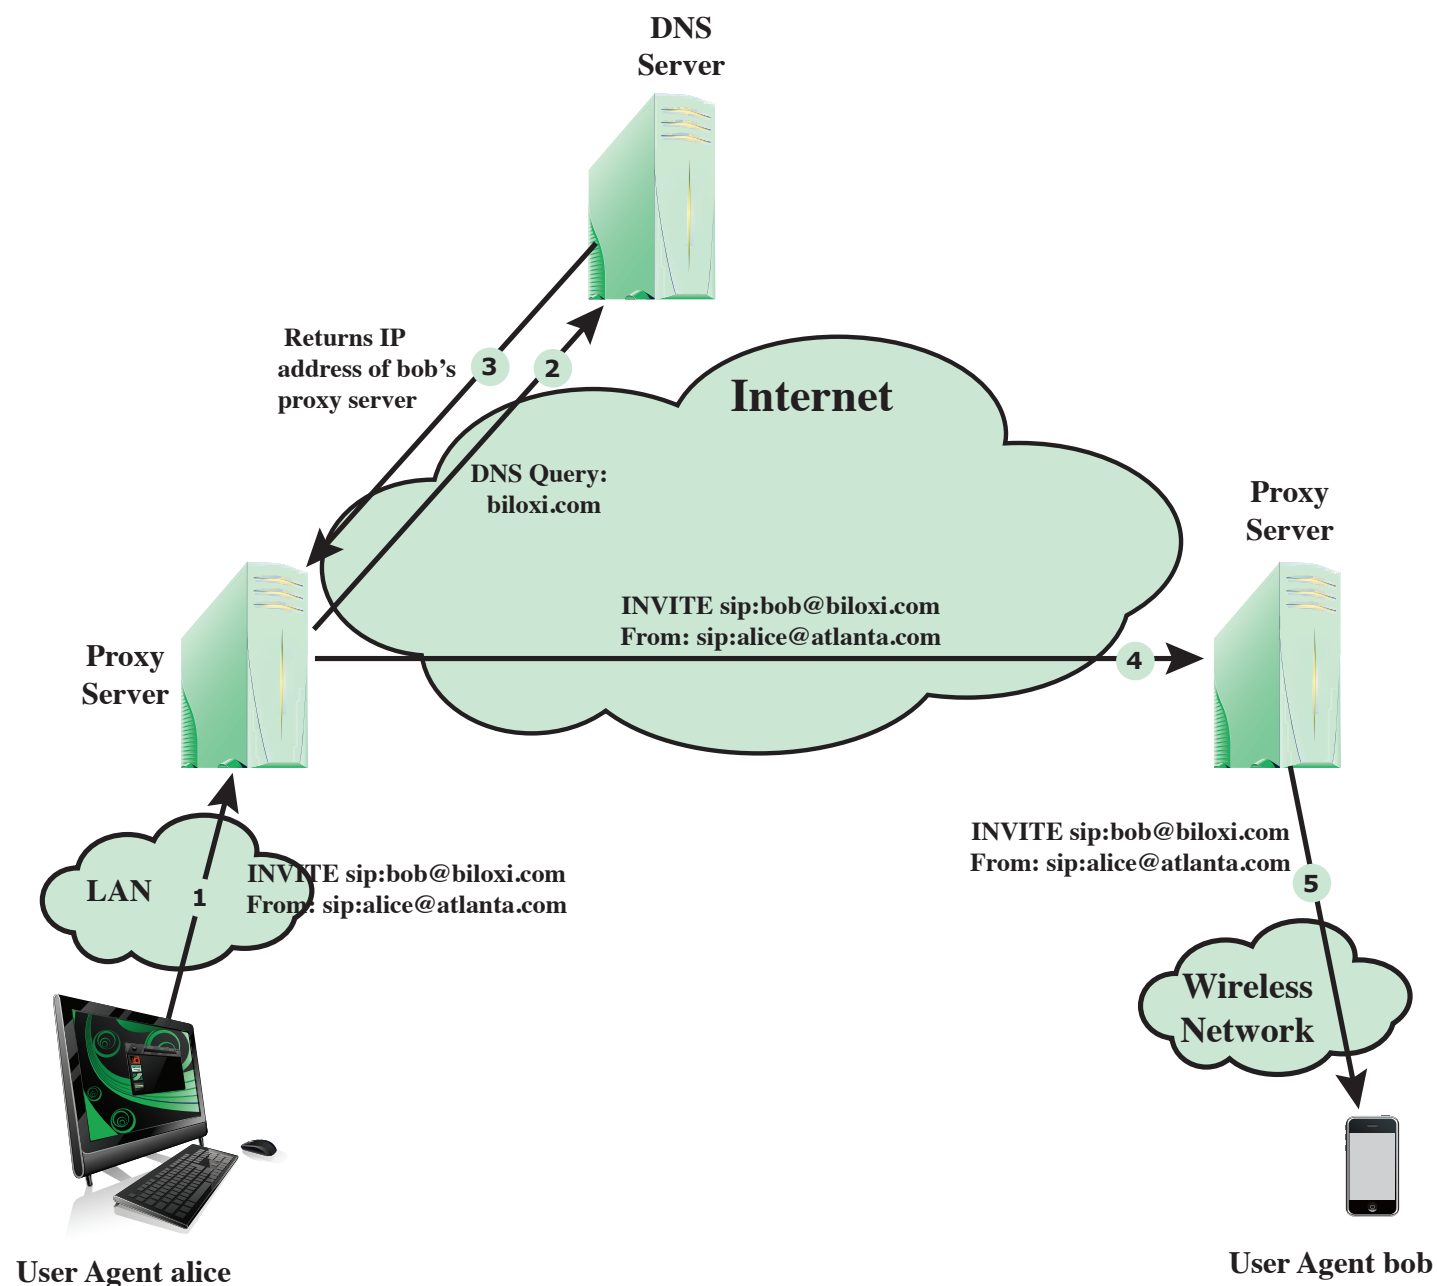 DNS
Server
Returns IP
address of bob's
proxy server
3
2
Internet
DNS Query:
biloxi.com
Proxy
Server
INVITE sip:bob@biloxi.com
From: sip:alice@atlanta.com
4
Proxy
Server
LAN
1
INVITE sip:bob@biloxi.com
From: sip:alice@atlanta.com
INVITE sip:bob@biloxi.com
From: sip:alice@atlanta.com
5
Wireless
Network
User Agent alice
User Agent bob